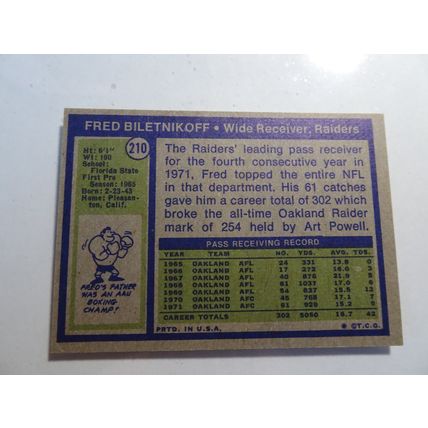 FRED BILETNIKOFF • Wide Receiver, Raiders
210
Ht: 6'1"
Wt: 190
School:
Florida State
First Pro
Season: 1965
Born: 2-23-43
Home: Pleasan-
ton, Calif.
The Raiders' leading pass receiver
for the fourth consecutive year in
1971, Fred topped the entire NFL
in that department. His 61 catches
gave him a career total of 302 which
broke the all-time Oakland Raider
mark of 254 held by Art Powell.
FRED'S FATHER
WAS AN AAU
BOXING
CHAMP!
PASS RECEIVING RECORD
YEAR TEAM NO. YDS. AVG. TDS.
1965 OAKLAND AFL 24 331 13.8 0
1966 OAKLAND AFL 17 272 16.0 3
1967 OAKLAND AFL 40 876 21.9 5
1968 OAKLAND AFL 61 1037
1969 OAKLAND AFL 54 837 15.5 12
1970 OAKLAND AFC 45 768 17.1 7
1971 OAKLAND AFC 61 929 15.2 9
CAREER TOTALS 302 5050 16.7 42
PRTD. IN U.S.A.
© T.C.G.